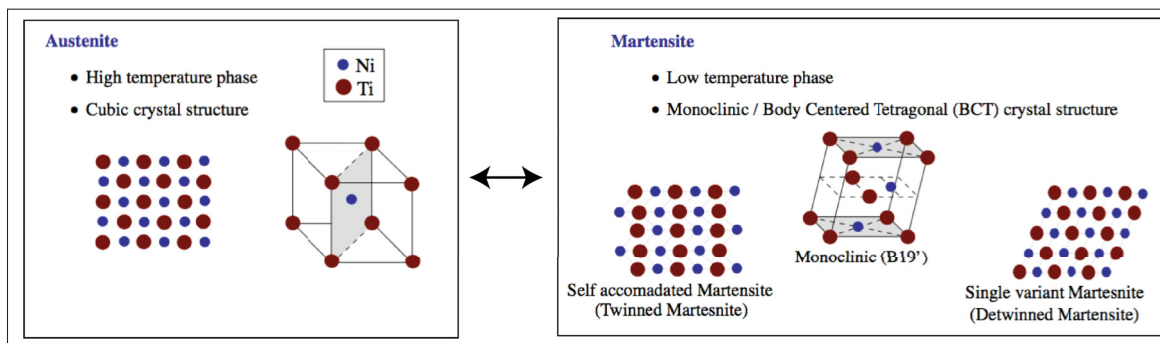 Austenite
• High temperature phase
• Cubic crystal structure
Ni
Ti
Martensite
• Low temperature phase
• Monoclinic / Body Centered Tetragonal (BCT) crystal structure
Monoclinic (B19’)
Self accomadated Martensite
(Twinned Martesnite)
Single variant Martesnite
(Detwinned Martensite)